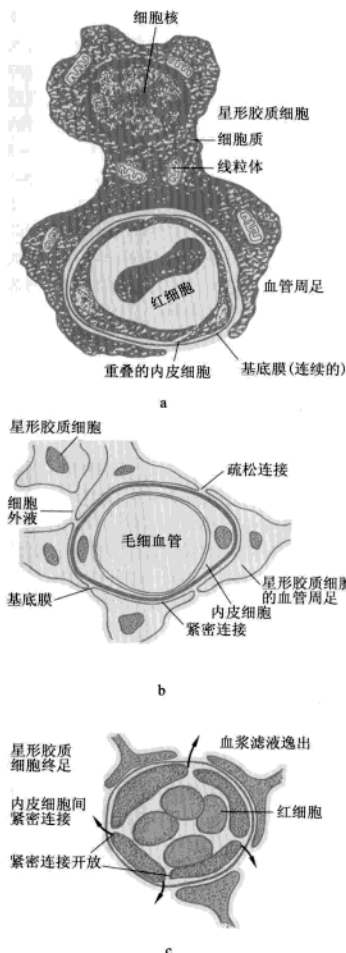 细胞核
星形胶质细胞
细胞质
线粒体
红细胞
血管周足
重叠的内皮细胞
基底膜(连续的)
a
星形胶质细胞
疏松连接
细胞
外液
毛细血管
基底膜
星形胶质细胞
的血管周足
内皮细胞
紧密连接
b
星形胶质
细胞终足
血浆滤液逸出
内皮细胞间
紧密连接
红细胞
紧密连接开放
c